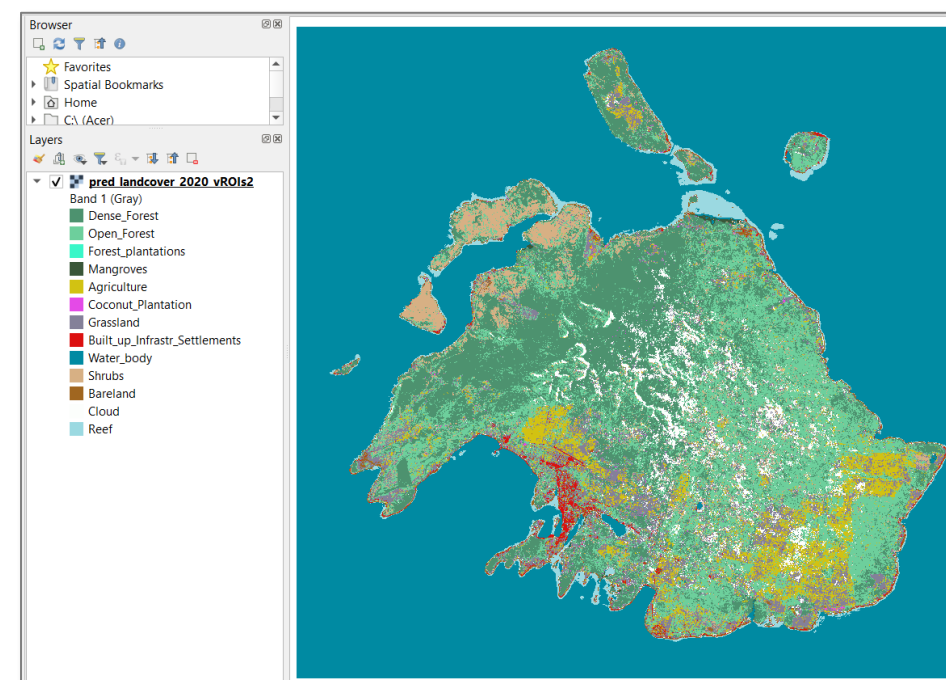 Browser
Favorites
Spatial Bookmarks
Home
C:\ (Acer)
Layers
pred_landcover_2020_vROIs2
Band 1 (Gray)
Dense_Forest
Open_Forest
Forest_plantations
Mangroves
Agriculture
Coconut_Plantation
Grassland
Built_up_Infrastr_Settlements
Water_body
Shrubs
Bareland
Cloud
Reef